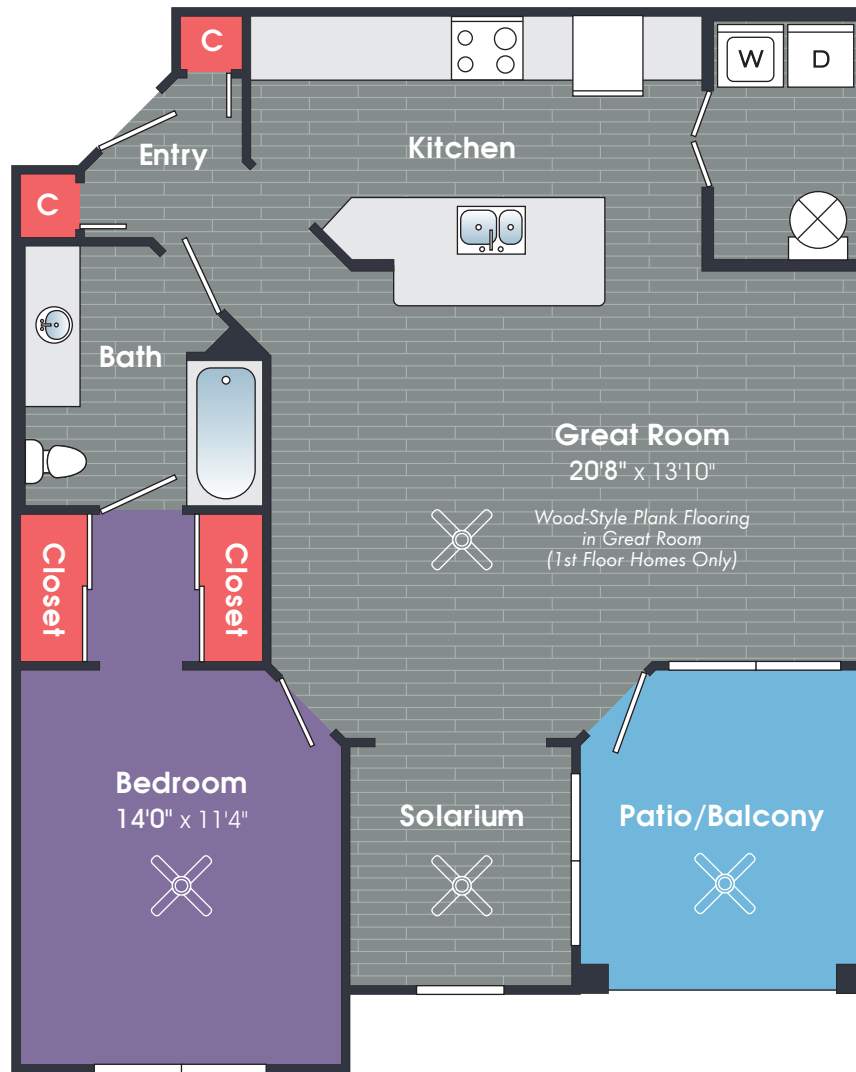 C
W
D
Entry
Kitchen
C
Bath
Great Room
20'8" x 13'10"
Wood-Style Plank Flooring
in Great Room
(1st Floor Homes Only)
Closet
Closet
Bedroom
14'0" x 11'4"
Solarium
Patio/Balcony